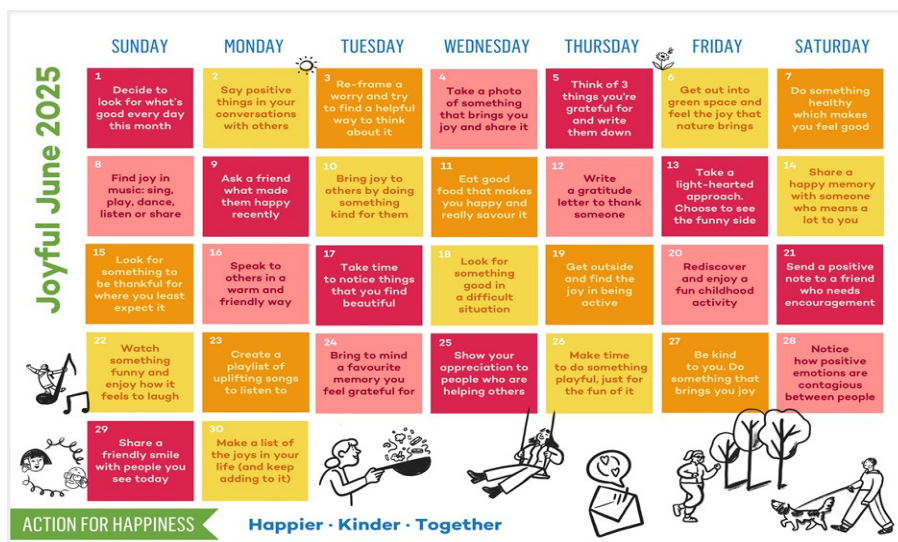 SUNDAY MONDAY TUESDAY WEDNESDAY THURSDAY FRIDAY SATURDAY
Joyful June 2025
1
Decide to
look for what's
good every day
this month
2
Say positive
things in your
conversations
with others
3
Re-frame a
worry and try
to find a helpful
way to think
about it
4
Take a photo
of something
that brings you
joy and share it
5
Think of 3
things you're
grateful for
and write
them down
6
Get out into
green space and
feel the joy that
nature brings
7
Do something
healthy
which makes
you feel good
8
Find joy in
music: sing,
play, dance,
listen or share
9
Ask a friend
what made
them happy
recently
10
Bring joy to
others by doing
something
kind for them
11
Eat good
food that makes
you happy and
really savour it
12
Write
a gratitude
letter to thank
someone
13
Take a
light-hearted
approach.
Choose to see
the funny side
14
Share a
happy memory
with someone
who means a
lot to you
15
Look for
something to
be thankful for
where you least
expect it
16
Speak to
others in a
warm and
friendly way
17
Take time
to notice things
that you find
beautiful
18
Look for
something
good in
a difficult
situation
19
Get outside
and find the
joy in being
active
20
Rediscover
and enjoy a
fun childhood
activity
21
Send a positive
note to a friend
who needs
encouragement
22
Watch
something
funny and
enjoy how it
feels to laugh
23
Create a
playlist of
uplifting songs
to listen to
24
Bring to mind
a favourite
memory you
feel grateful for
25
Show your
appreciation to
people who are
helping others
26
Make time
to do something
playful, just for
the fun of it
27
Be kind
to you. Do
something that
brings you joy
28
Notice
how positive
emotions are
contagious
between people
29
Share a
friendly smile
with people you
see today
30
Make a list of
the joys in your
life (and keep
adding to it)
ACTION FOR HAPPINESS
Happier · Kinder · Together